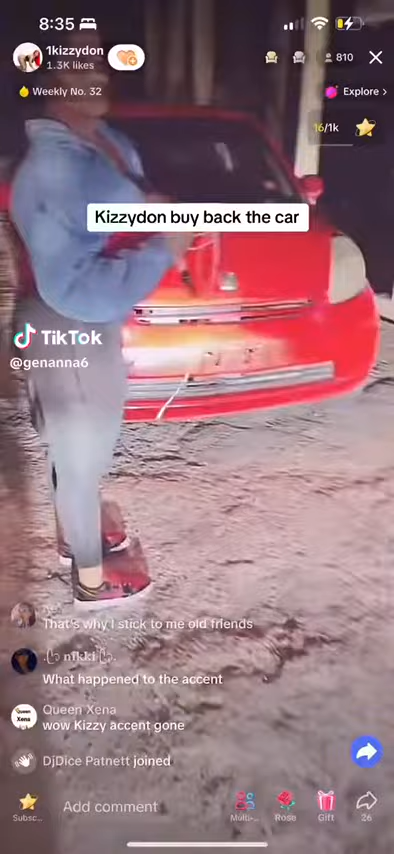 8:35
1kizzydon
1.3K likes
810
Weekly No. 32
Explore >
16/1k
Kizzydon buy back the car
TikTok
@genanna6
That's why I stick to me old friends
nikki
What happened to the accent
Queen Xena
Queen Xena
wow Kizzy accent gone
DjDice Patnett joined
Add comment
Subsc...
Multi-...
Rose
Gift
26